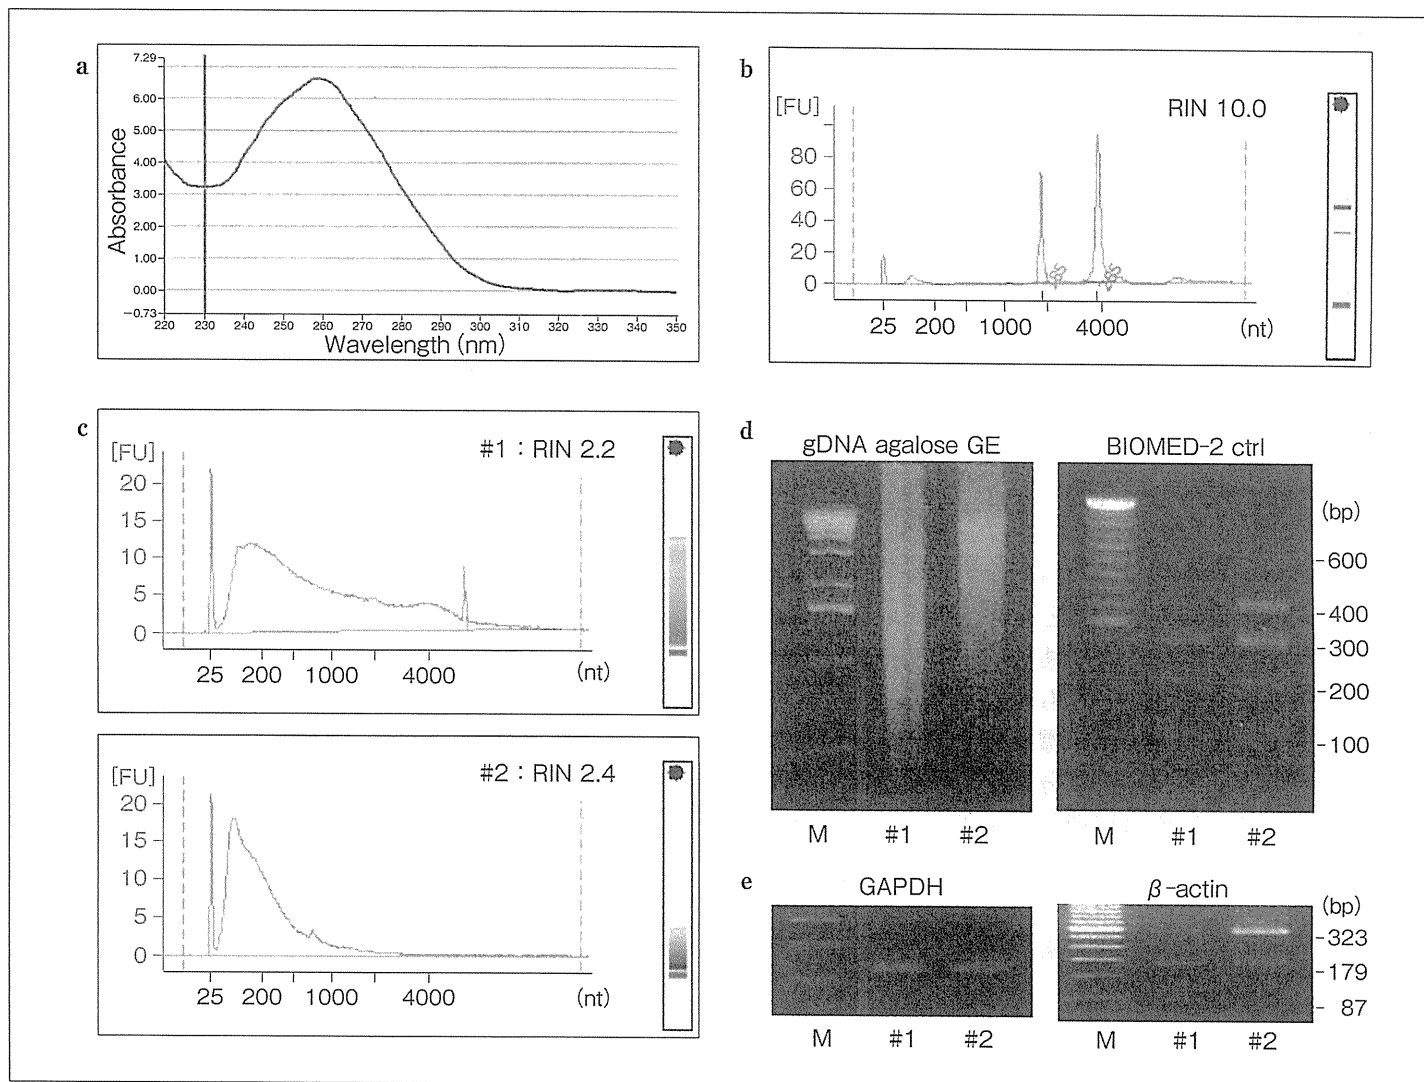 a
7.29
6.00
5.00
4.00
3.00
2.00
1.00
0.00
−0.73
Absorbance
220 230 240 250 260 270 280 290 300 310 320 330 340 350
Wavelength (nm)
b
[FU]
RIN 10.0
80
60
40
20
0
25 200 1000 4000 (nt)
c
[FU]
#1 : RIN 2.2
20
15
10
5
0
25 200 1000 4000 (nt)
[FU]
#2 : RIN 2.4
20
15
10
5
0
25 200 1000 4000 (nt)
d
gDNA agalose GE
BIOMED-2 ctrl
(bp)
-600
-400
-300
-200
-100
M #1 #2
M #1 #2
e
GAPDH
β-actin
(bp)
-323
-179
- 87
M #1 #2
M #1 #2